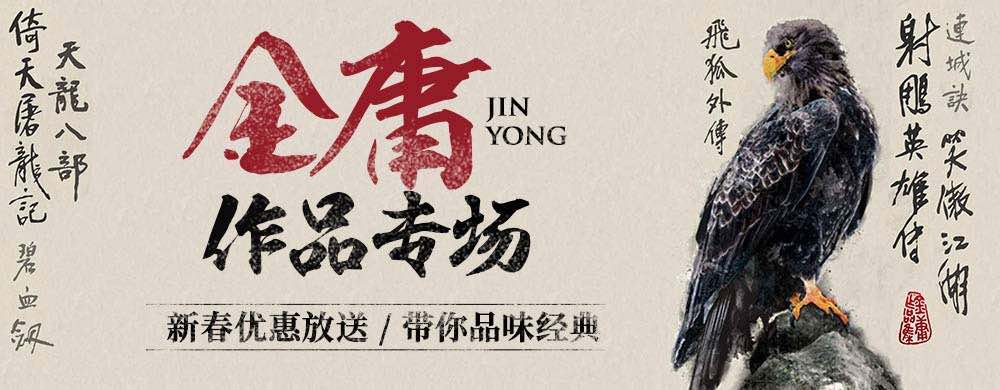 倚天屠龍記
碧血劔
天龍八部
金庸
JIN
YONG
作品专场
新春优惠放送 / 带你品味经典
飛狐外傳
射鵰英雄传
連城訣
笑傲江湖